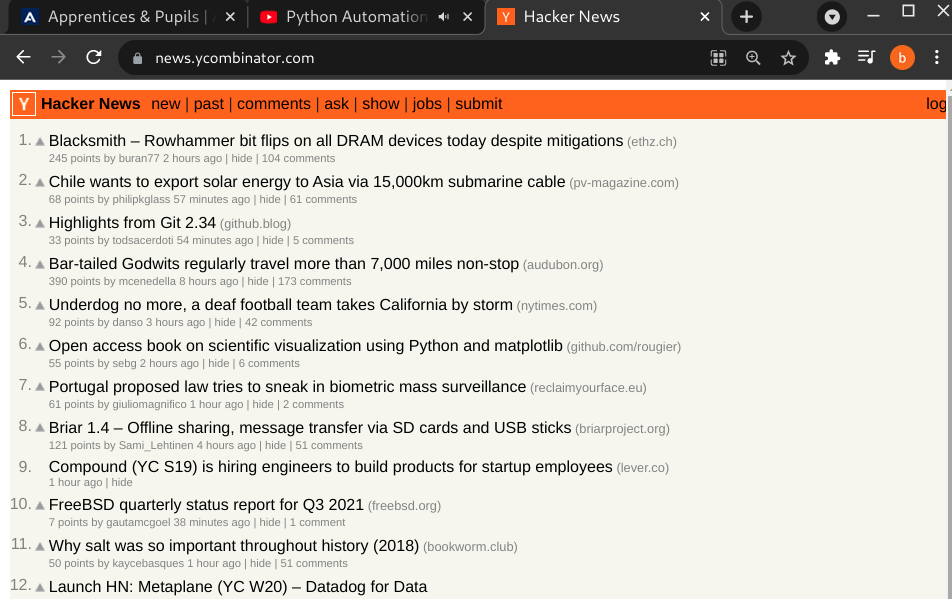 Apprentices & Pupils |
Python Automation
Hacker News
news.ycombinator.com
b
Y Hacker News new | past | comments | ask | show | jobs | submit log
1. Blacksmith – Rowhammer bit flips on all DRAM devices today despite mitigations (ethz.ch)
245 points by buran77 2 hours ago | hide | 104 comments
2. Chile wants to export solar energy to Asia via 15,000km submarine cable (pv-magazine.com)
68 points by philipkglass 57 minutes ago | hide | 61 comments
3. Highlights from Git 2.34 (github.blog)
33 points by todsacerdoti 54 minutes ago | hide | 5 comments
4. Bar-tailed Godwits regularly travel more than 7,000 miles non-stop (audubon.org)
390 points by mcenedella 8 hours ago | hide | 173 comments
5. Underdog no more, a deaf football team takes California by storm (nytimes.com)
92 points by danso 3 hours ago | hide | 42 comments
6. Open access book on scientific visualization using Python and matplotlib (github.com/rougier)
55 points by sebg 2 hours ago | hide | 6 comments
7. Portugal proposed law tries to sneak in biometric mass surveillance (reclaimyourface.eu)
61 points by giuliomagnifico 1 hour ago | hide | 2 comments
8. Briar 1.4 – Offline sharing, message transfer via SD cards and USB sticks (briarproject.org)
121 points by Sami_Lehtinen 4 hours ago | hide | 51 comments
9. Compound (YC S19) is hiring engineers to build products for startup employees (lever.co)
1 hour ago | hide
10. FreeBSD quarterly status report for Q3 2021 (freebsd.org)
7 points by gautamcgoel 38 minutes ago | hide | 1 comment
11. Why salt was so important throughout history (2018) (bookworm.club)
50 points by kaycebasques 1 hour ago | hide | 51 comments
12. Launch HN: Metaplane (YC W20) – Datadog for Data